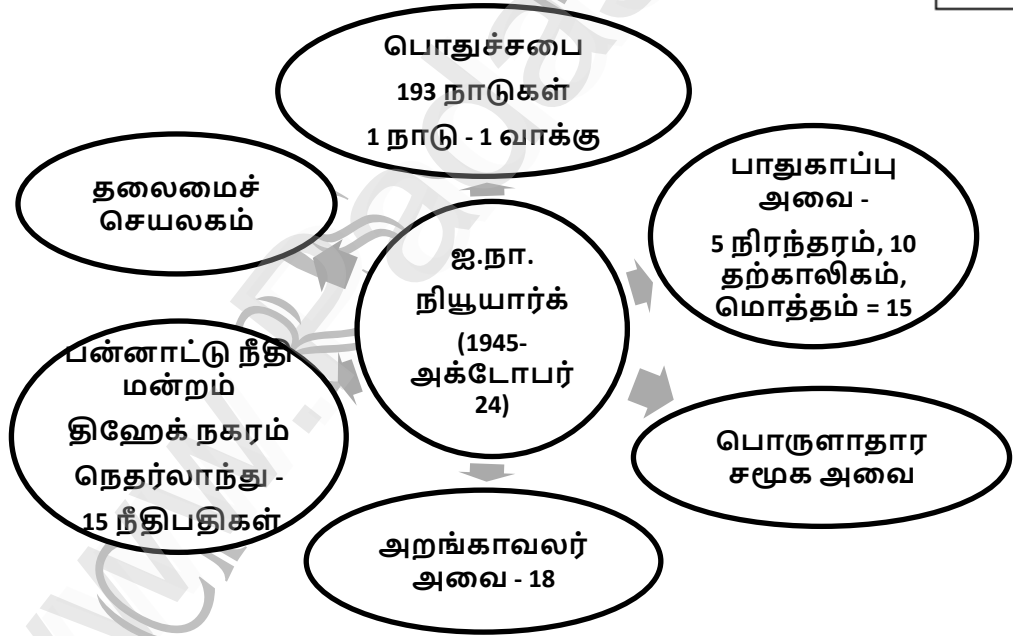 பொதுச்சபை
193 நாடுகள்
1 நாடு - 1 வாக்கு
தலைமைச்
செயலகம்
பாதுகாப்பு
அவை -
5 நிரந்தரம், 10
தற்காலிகம்,
மொத்தம் = 15
ஐ.நா.
நியூயார்க்
(1945-
அக்டோபர்
24)
பன்னாட்டு நீதி
மன்றம்
திஹேக் நகரம்
நெதர்லாந்து -
15 நீதிபதிகள்
பொருளாதார
சமூக அவை
அறங்காவலர்
அவை - 18